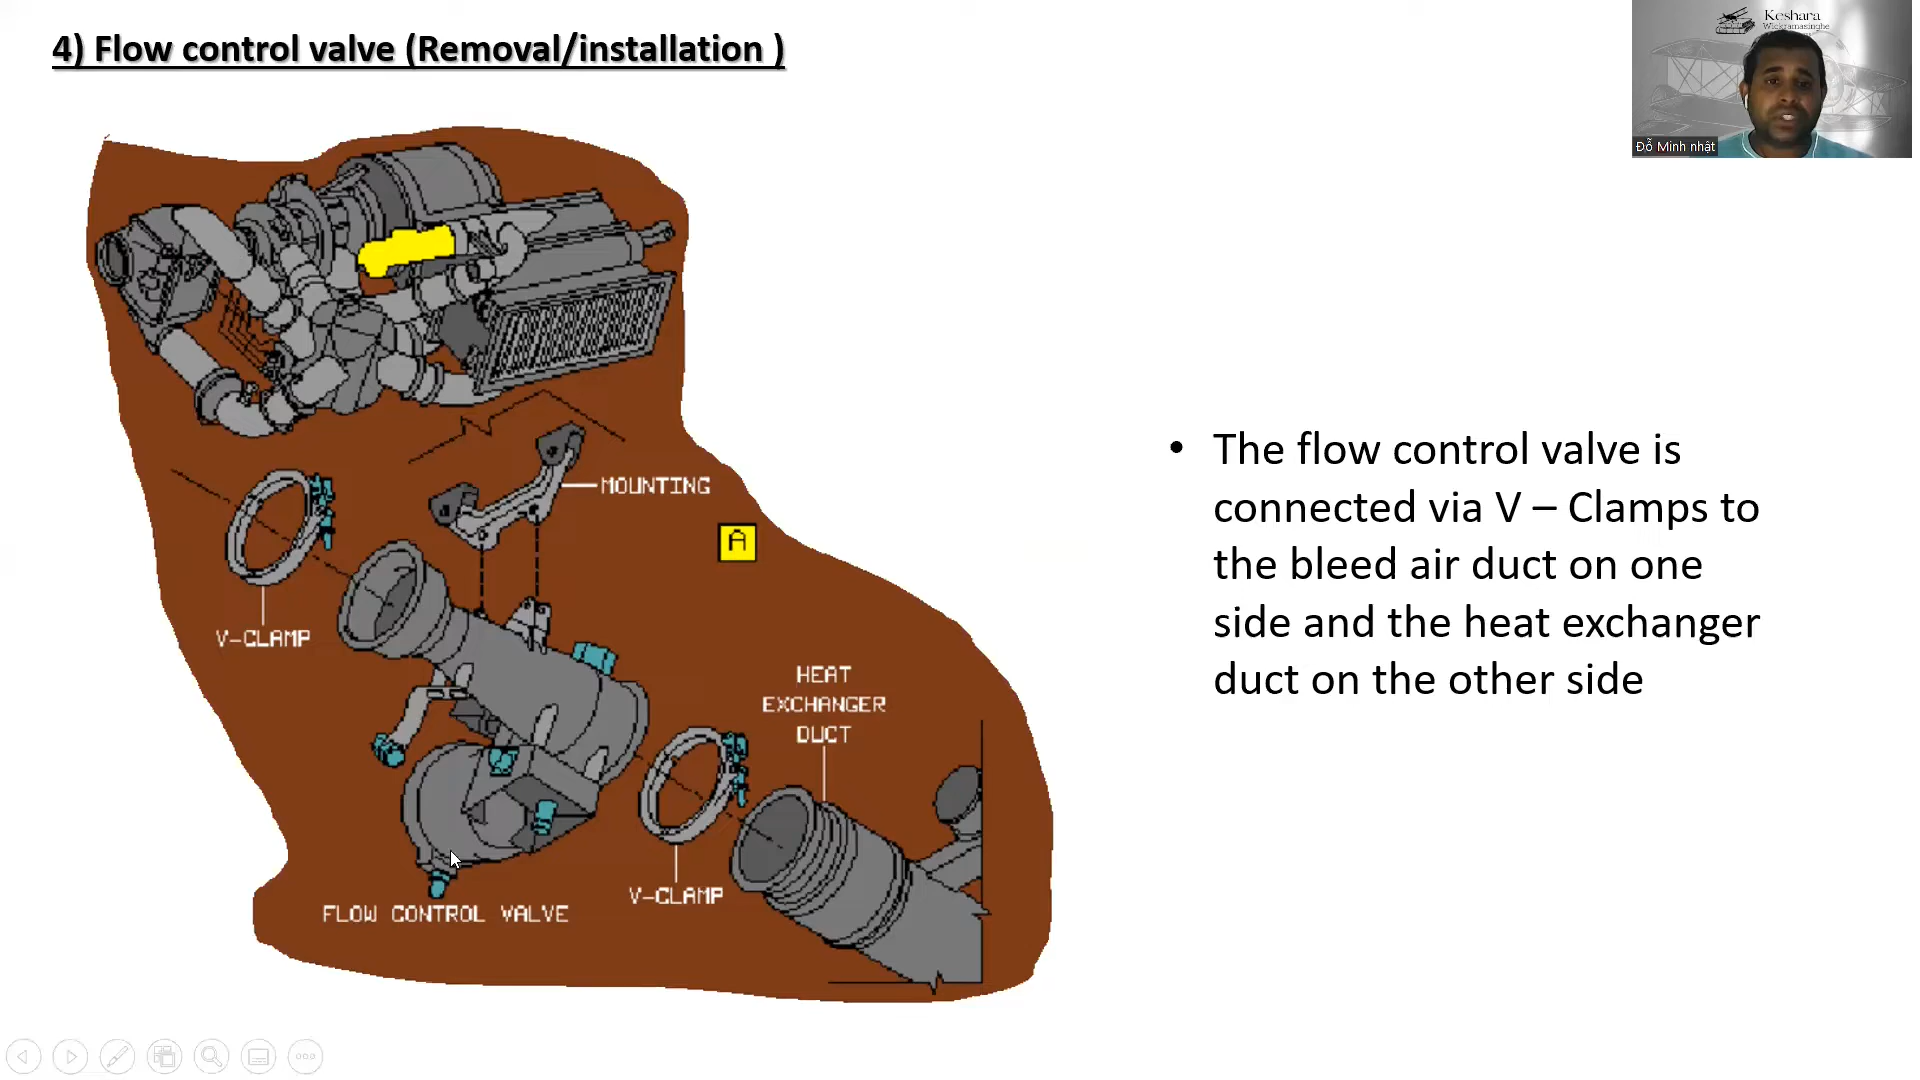 4) Flow control valve (Removal/installation )
Keshara
Wickramasinghe
Đỗ Minh nhật
MOUNTING
A
V-CLAMP
HEAT
EXCHANGER
DUCT
V-CLAMP
FLOW CONTROL VALVE
• The flow control valve is
connected via V – Clamps to
the bleed air duct on one
side and the heat exchanger
duct on the other side